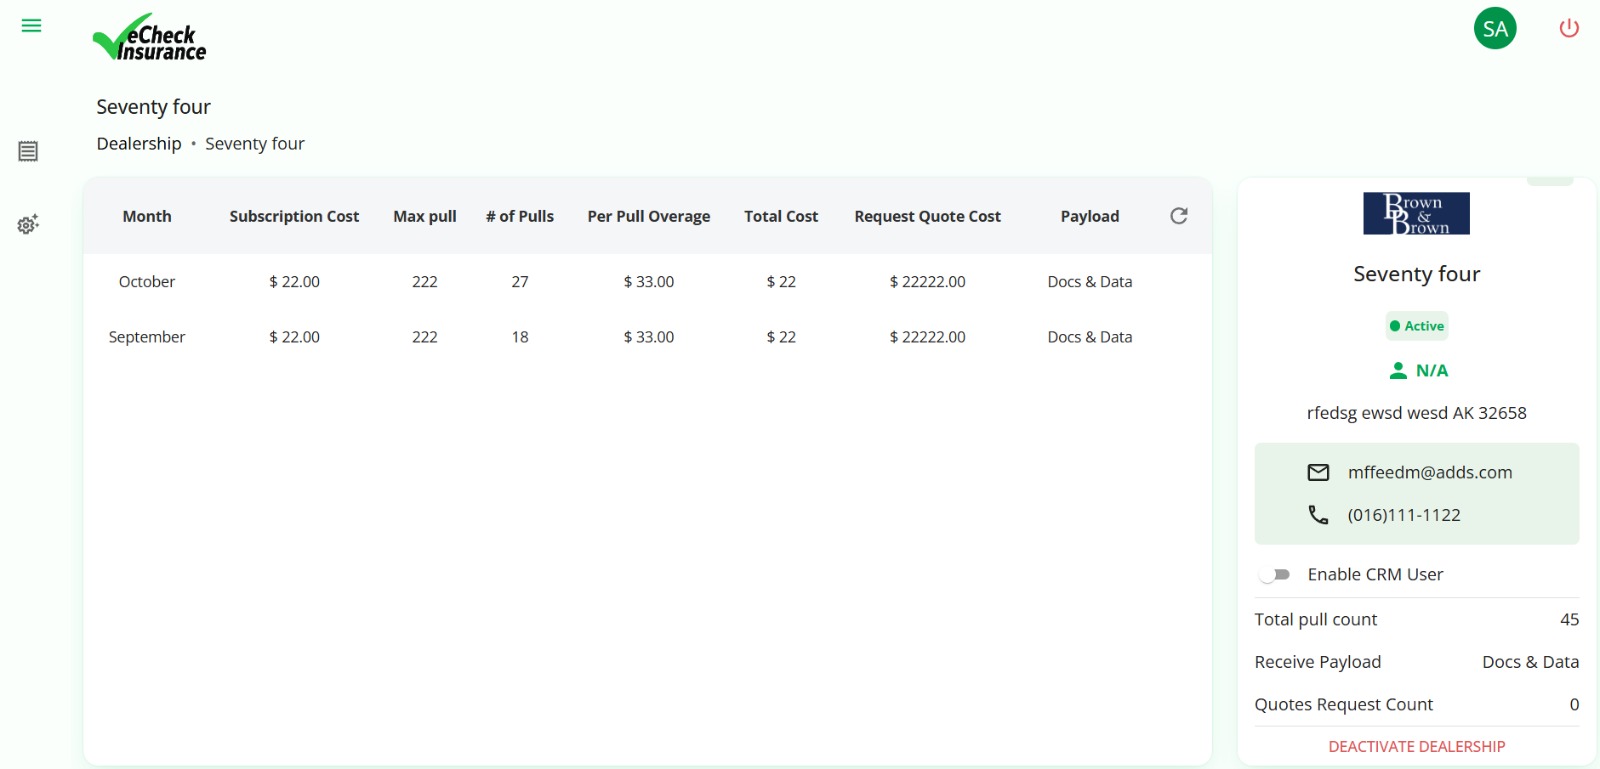 eCheck
Insurance
SA
Seventy four
Dealership • Seventy four
Month Subscription Cost Max pull # of Pulls Per Pull Overage Total Cost Request Quote Cost Payload
October $ 22.00 222 27 $ 33.00 $ 22 $ 22222.00 Docs & Data
September $ 22.00 222 18 $ 33.00 $ 22 $ 22222.00 Docs & Data
Brown
&
Brown
Seventy four
Active
N/A
rfedsg ewsd wesd AK 32658
mffeedm@adds.com
(016)111-1122
Enable CRM User
Total pull count 45
Receive Payload Docs & Data
Quotes Request Count 0
DEACTIVATE DEALERSHIP